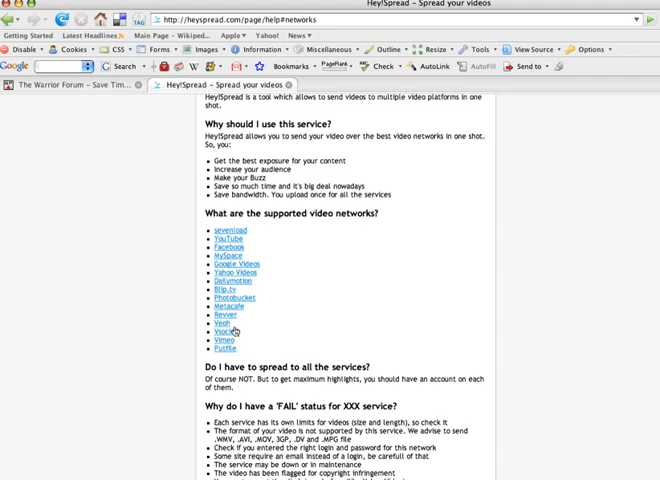 Hey!Spread – Spread your videos
http://heyspread.com/page/help#networks
Getting Started Latest Headlines Main Page – Wikiped... Apple Yahoo! News
Disable Cookies CSS Forms Images Information Miscellaneous Outline Resize Tools View Source Options
Google Search Bookmarks PageRank Check AutoLink AutoFill Send to
The Warrior Forum – Save Tim... Hey!Spread – Spread your videos
Hey!Spread is a tool which allows to send videos to multiple video platforms in one
shot.
Why should I use this service?
Hey!Spread allows you to send your video over the best video networks in one shot.
So, you:
Get the best exposure for your content
Increase your audience
Make your Buzz
Save so much time and it's big deal nowadays
Save bandwidth. You upload once for all the services
What are the supported video networks?
sevenload
YouTube
Facebook
MySpace
Google Videos
Yahoo Videos
Dailymotion
Blip.tv
Photobucket
Metacafe
Revver
Veoh
Vimeo
Putfile
Do I have to spread to all the services?
Of course NOT. But to get maximum highlights, you should have an account on each
of them.
Why do I have a 'FAIL' status for XXX service?
Each service has its own limits for videos (size and length), so check it
The format of your video is not supported by this service. We advise to send
.WMV, .AVI, .MOV, 3GP, .DV and .MPG file
Check if you entered the right login and password for this network
Some site require an email instead of a login, be carefull of that
The service may be down or in maintenance
The video has been flagged for copyright infringement